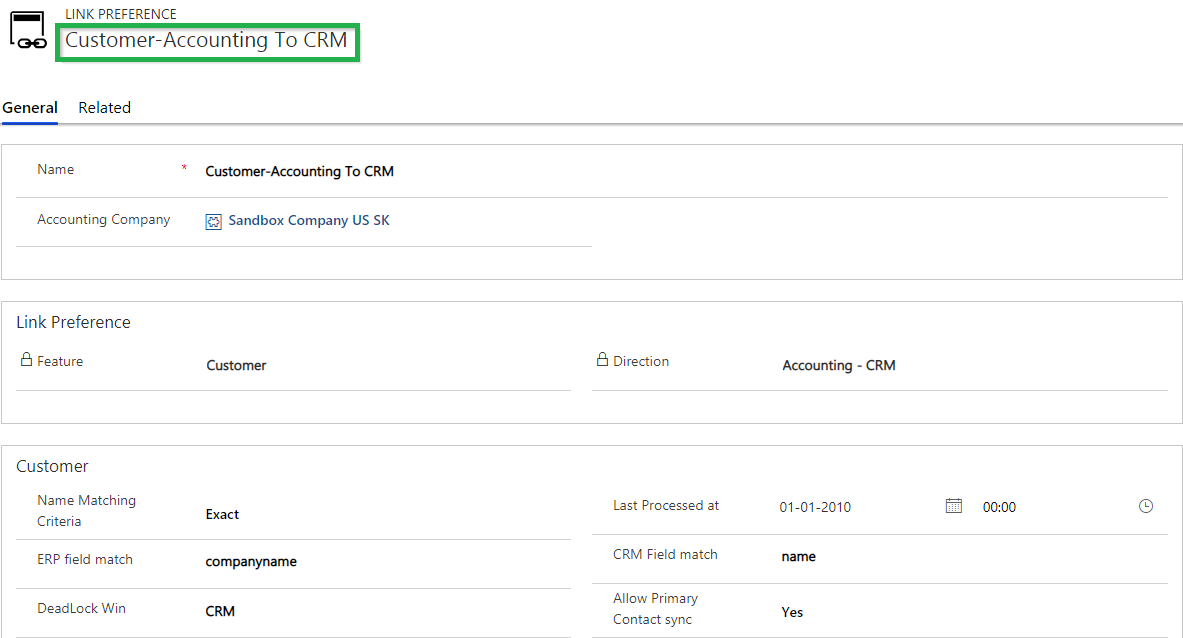 LINK PREFERENCE
Customer-Accounting To CRM
General Related
Name * Customer-Accounting To CRM
Accounting Company Sandbox Company US SK
Link Preference
Feature Customer Direction Accounting - CRM
Customer
Name Matching Criteria Exact Last Processed at 01-01-2010 00:00
ERP field match companyname CRM Field match name
DeadLock Win CRM Allow Primary Contact sync Yes